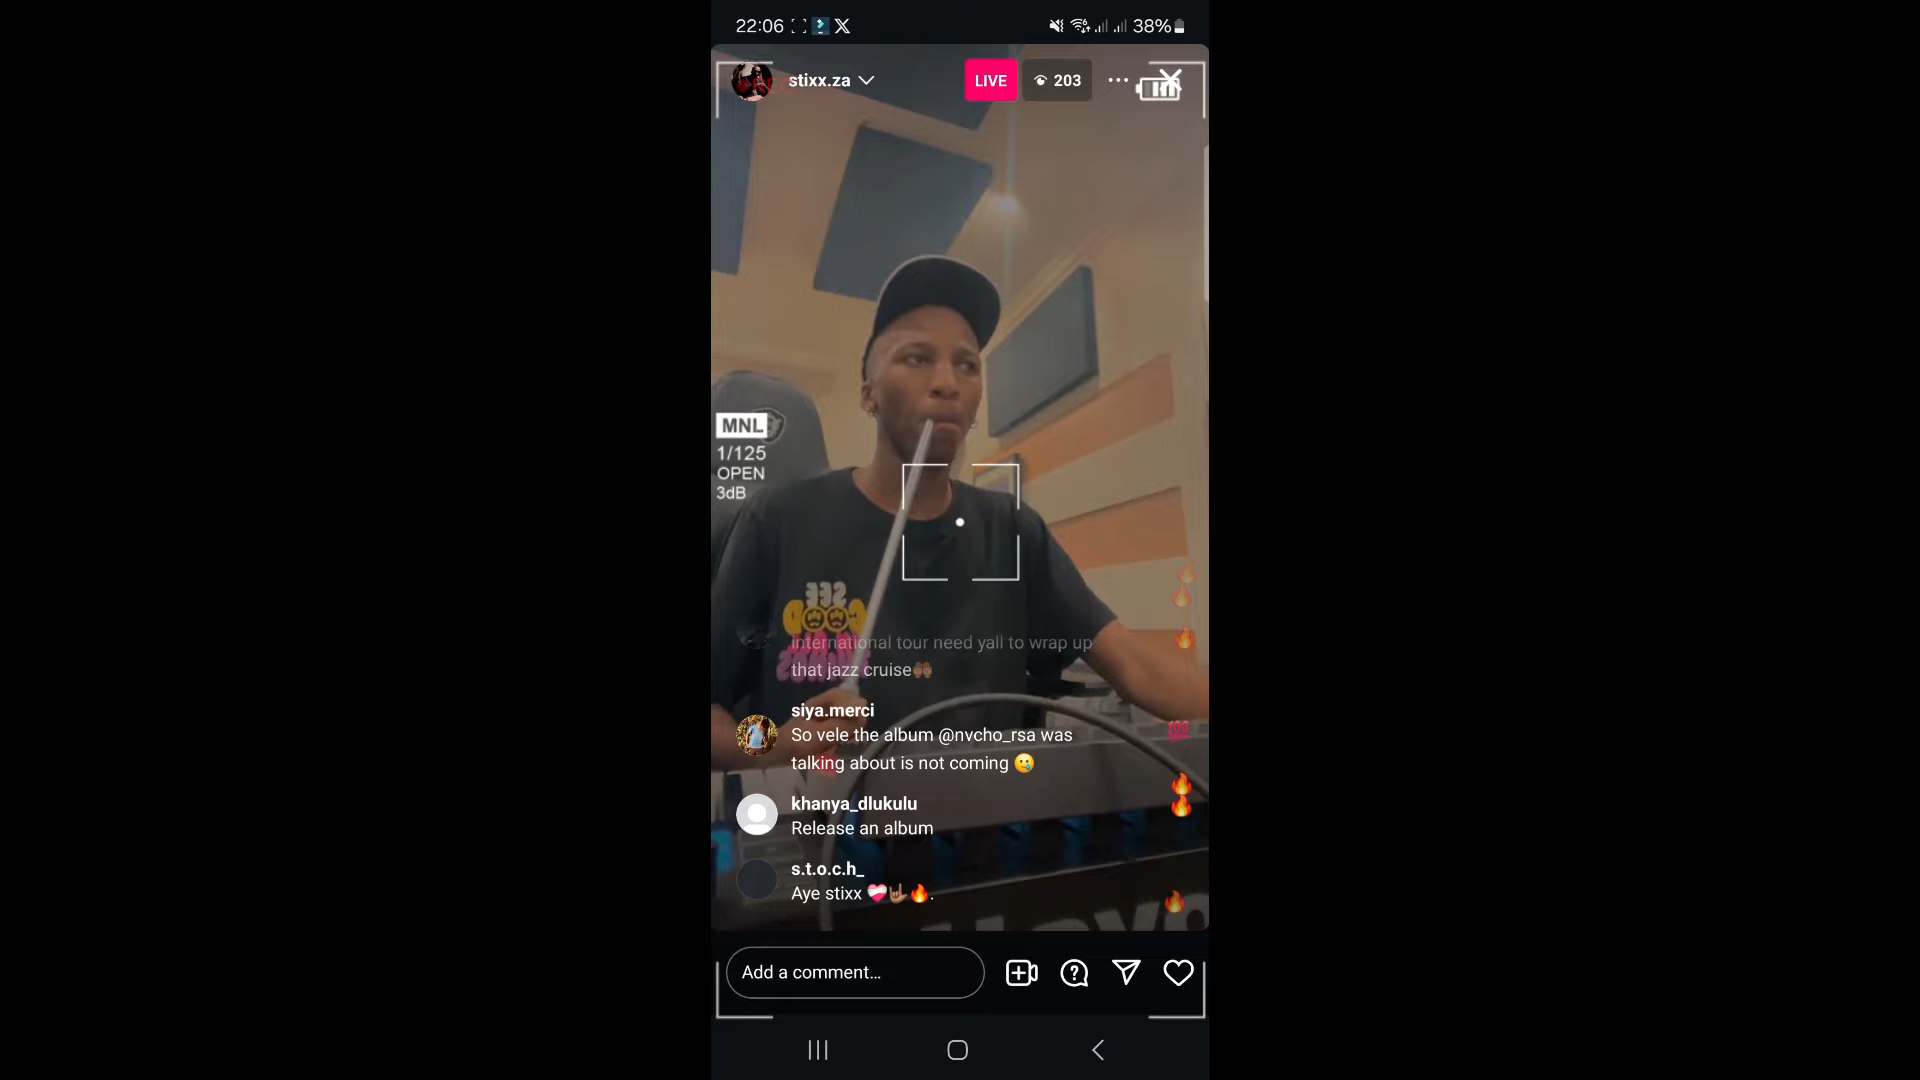 22:06
38%
stixx.za
LIVE
203
MNL
1/125
OPEN
3dB
SEE
GOOD
international tour need yall to wrap up
that jazz cruise🤲🏾
siya.merci
So vele the album @nvcho_rsa was
talking about is not coming 🥲
khanya_dlukulu
Release an album
s.t.o.c.h_
Aye stixx ❤️‍🩹🤟🏽🔥.
Add a comment...